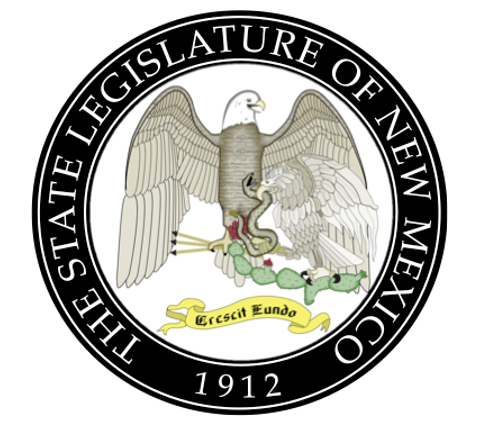 THE STATE LEGISLATURE OF NEW MEXICO
Crescit Eundo
1912